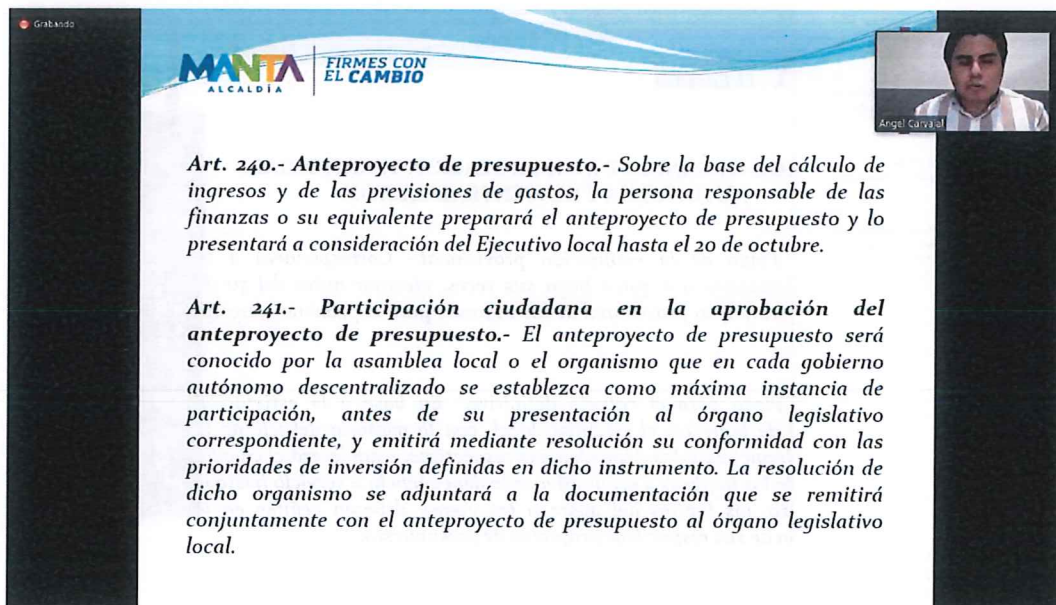 Grabando
MANTA
ALCALDÍA
FIRMES CON
EL CAMBIO
Angel Carvajal
Art. 240.- Anteproyecto de presupuesto.- Sobre la base del cálculo de
ingresos y de las previsiones de gastos, la persona responsable de las
finanzas o su equivalente preparará el anteproyecto de presupuesto y lo
presentará a consideración del Ejecutivo local hasta el 20 de octubre.
Art. 241.- Participación ciudadana en la aprobación del
anteproyecto de presupuesto.- El anteproyecto de presupuesto será
conocido por la asamblea local o el organismo que en cada gobierno
autónomo descentralizado se establezca como máxima instancia de
participación, antes de su presentación al órgano legislativo
correspondiente, y emitirá mediante resolución su conformidad con las
prioridades de inversión definidas en dicho instrumento. La resolución de
dicho organismo se adjuntará a la documentación que se remitirá
conjuntamente con el anteproyecto de presupuesto al órgano legislativo
local.